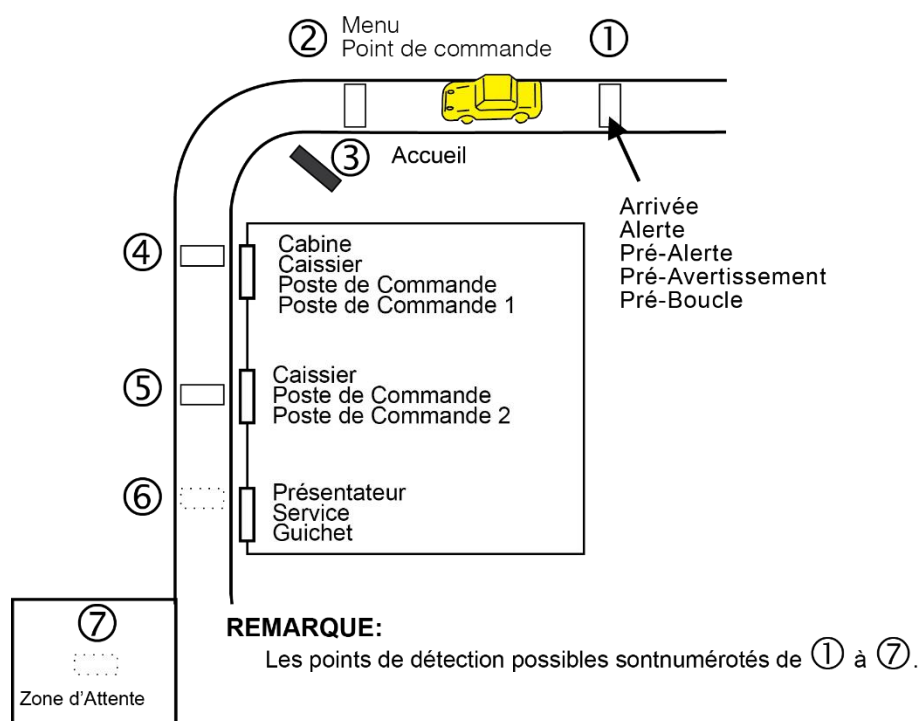 ② Menu
Point de commande
①
③ Accueil
Arrivée
Alerte
Pré-Alerte
Pré-Avertissement
Pré-Boucle
④
Cabine
Caissier
Poste de Commande
Poste de Commande 1
⑤
Caissier
Poste de Commande
Poste de Commande 2
⑥
Présentateur
Service
Guichet
⑦
Zone d'Attente
REMARQUE:
Les points de détection possibles sontnumérotés de ① à ⑦.